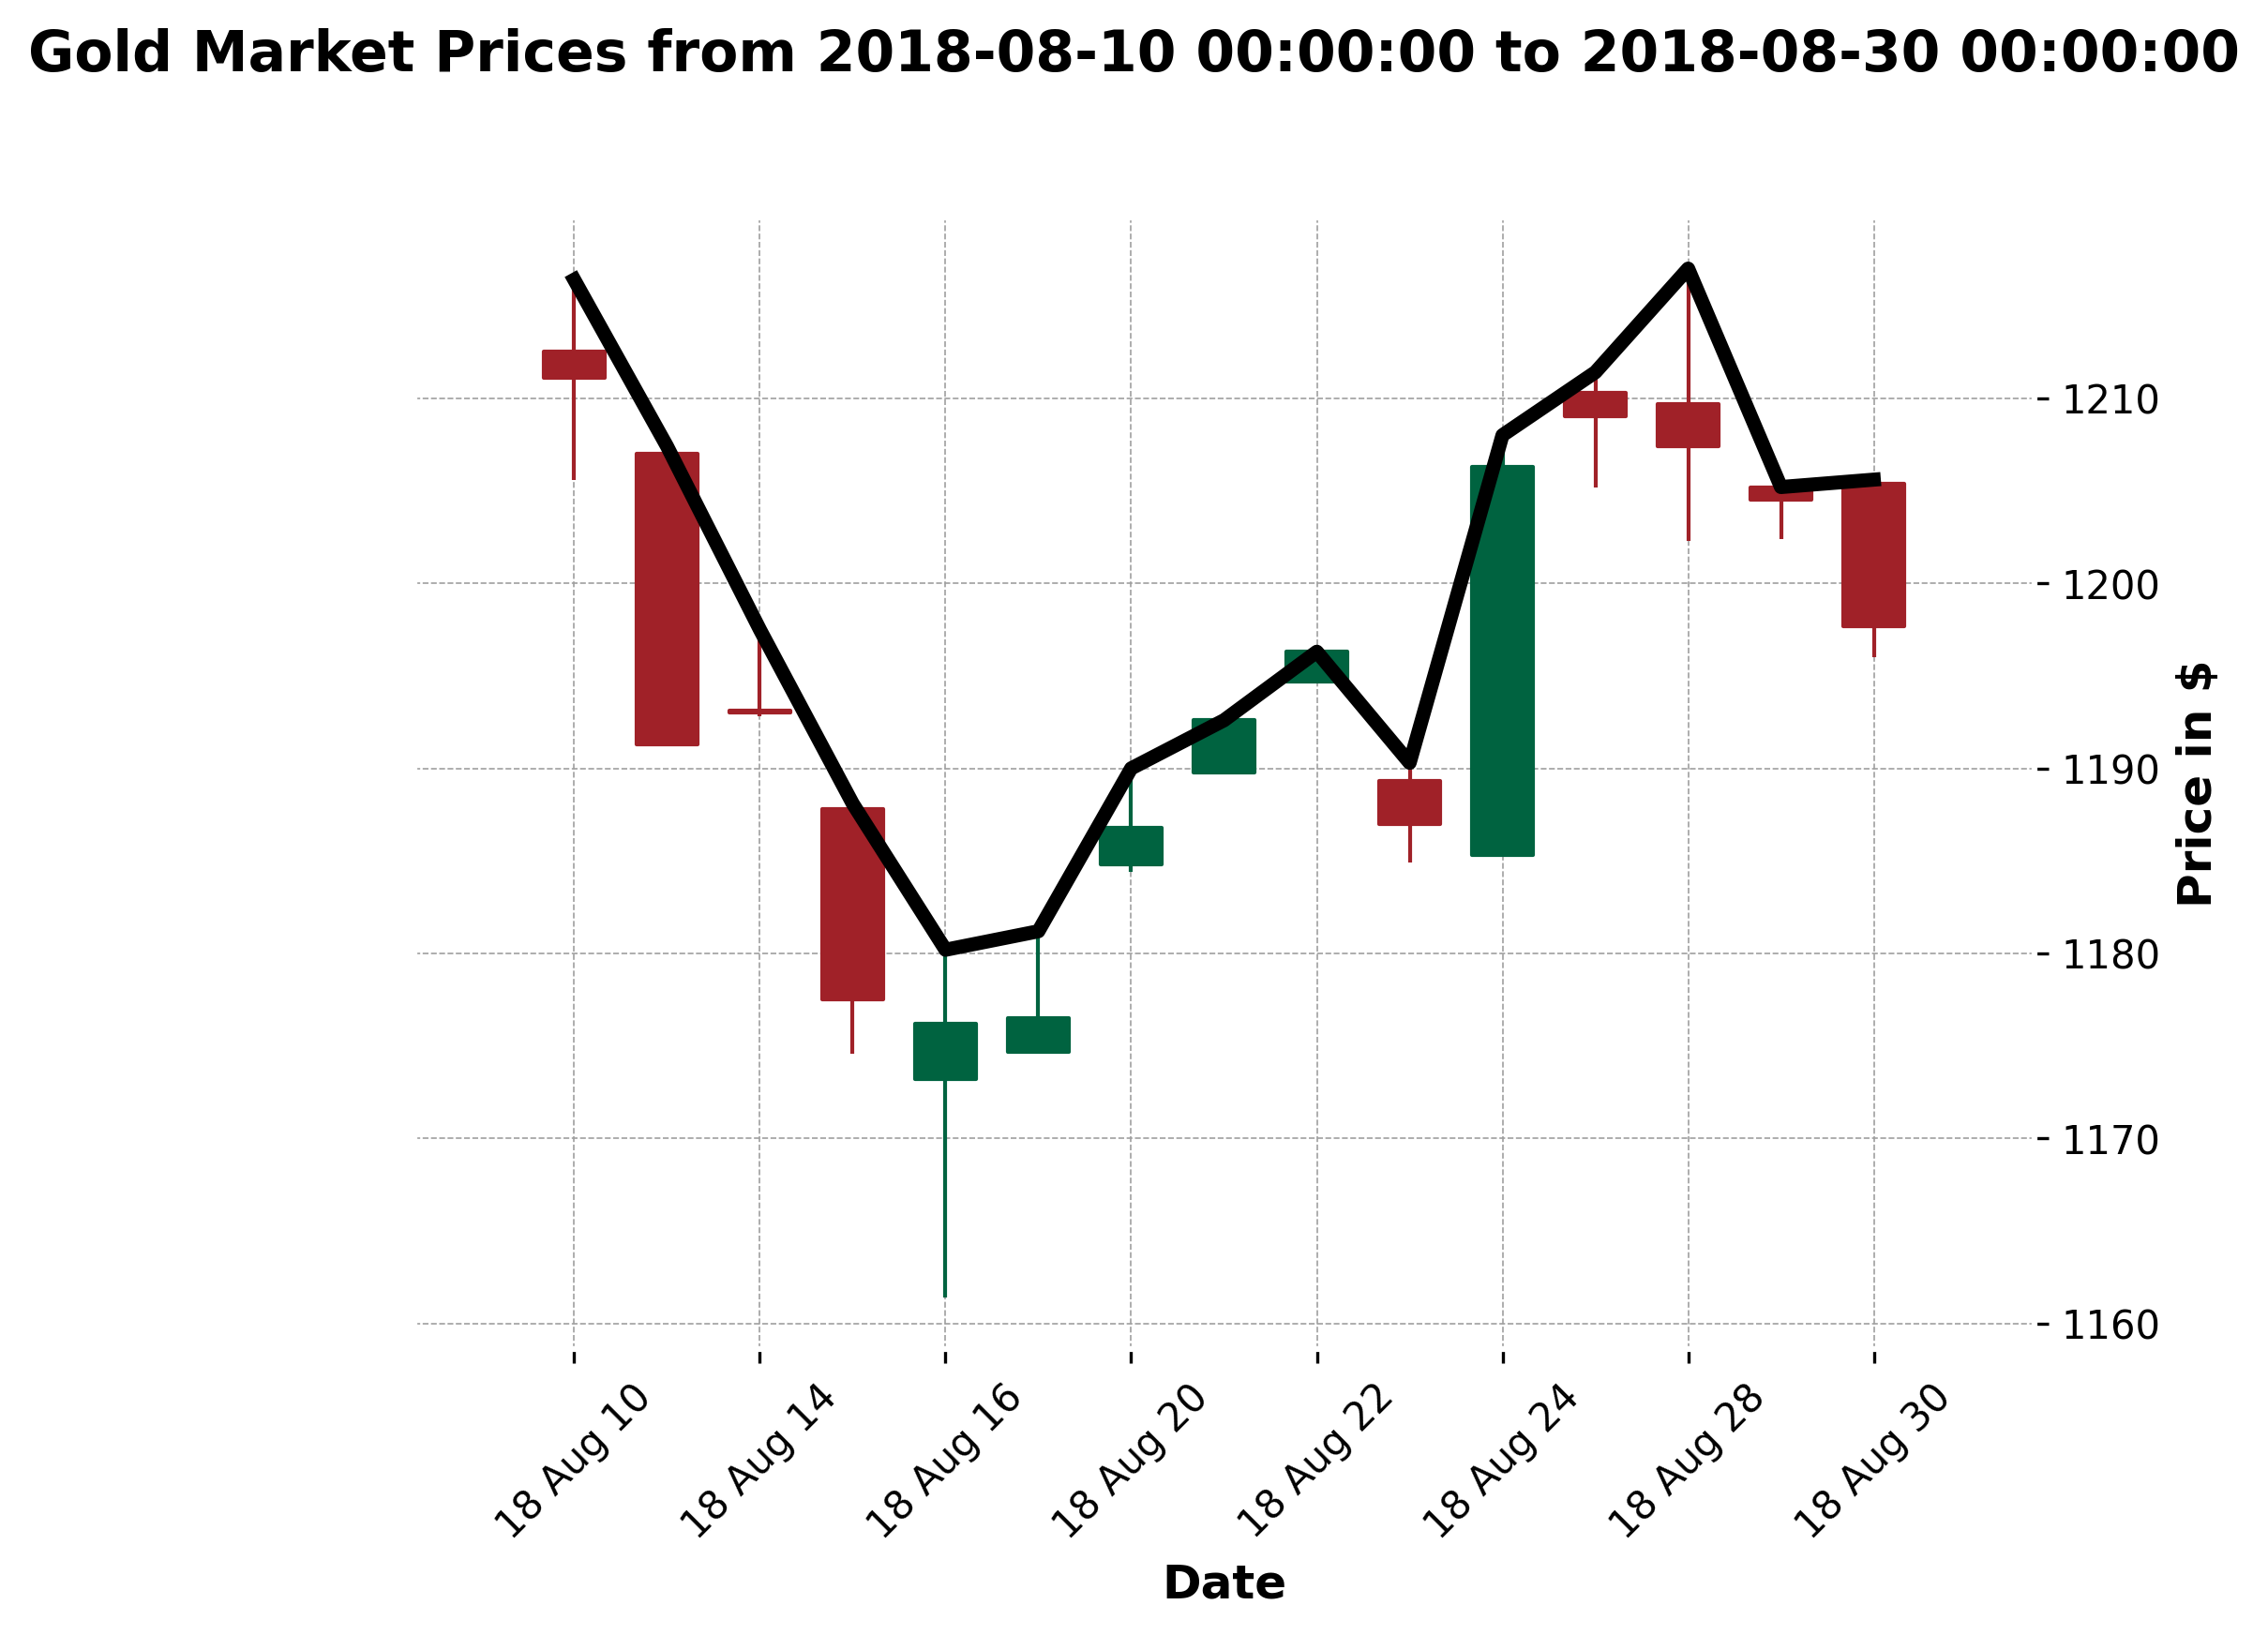 Gold Market Prices from 2018-08-10 00:00:00 to 2018-08-30 00:00:00
1210
1200
1190
1180
1170
1160
Price in $
18 Aug 10
18 Aug 14
18 Aug 16
18 Aug 20
18 Aug 22
18 Aug 24
18 Aug 28
18 Aug 30
Date